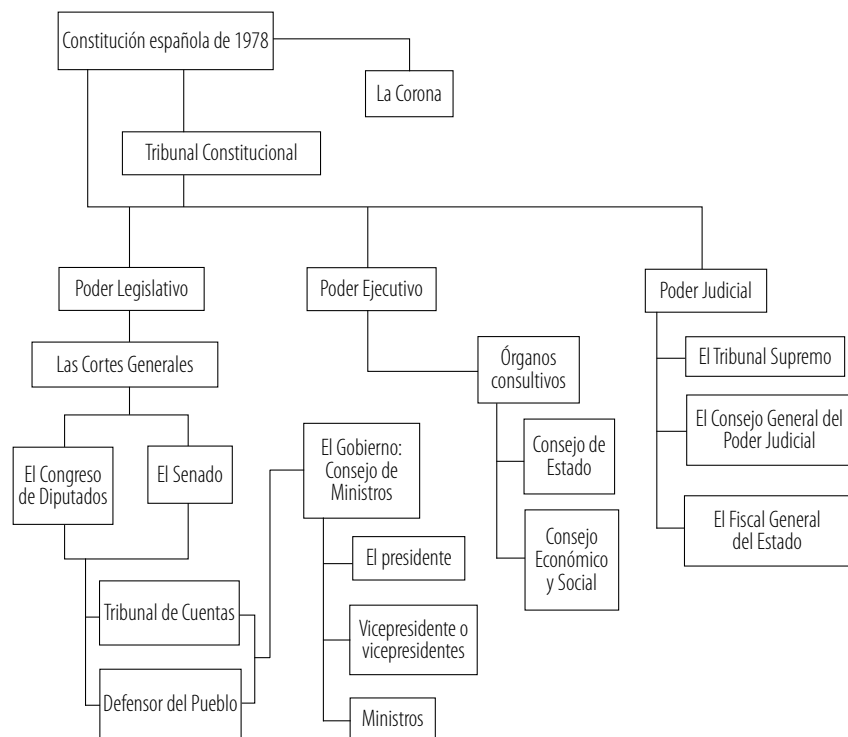 Constitución española de 1978
La Corona
Tribunal Constitucional
Poder Legislativo
Poder Ejecutivo
Poder Judicial
Las Cortes Generales
Órganos
consultivos
El Tribunal Supremo
El Consejo General del
Poder Judicial
El Fiscal General
del Estado
El Congreso
de Diputados
El Senado
El Gobierno:
Consejo de
Ministros
Consejo de
Estado
Consejo
Económico
y Social
El presidente
Tribunal de Cuentas
Vicepresidente o
vicepresidentes
Defensor del Pueblo
Ministros